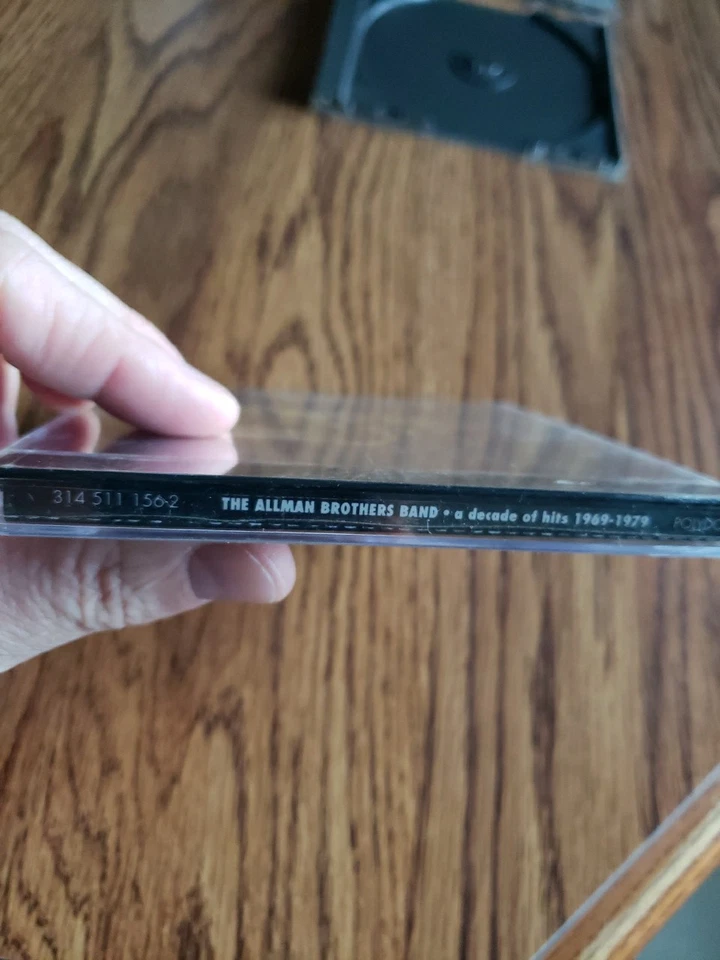 314 511 156-2 THE ALLMAN BROTHERS BAND • a decade of hits 1969-1979